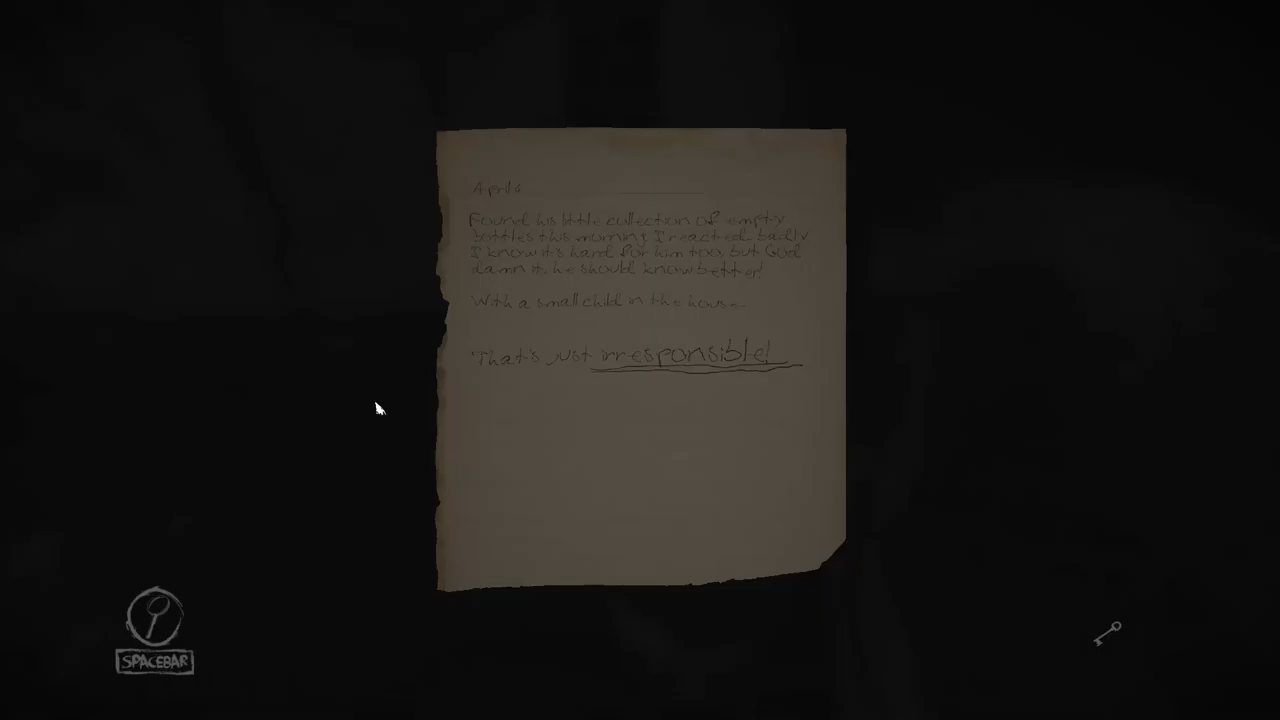 April 6
Found his little collection of empty
bottles this morning I reacted badly
I know it's hard for him too, but God
damn it, he should know better!
With a small child in the house.
That's just irresponsible!
SPACEBAR